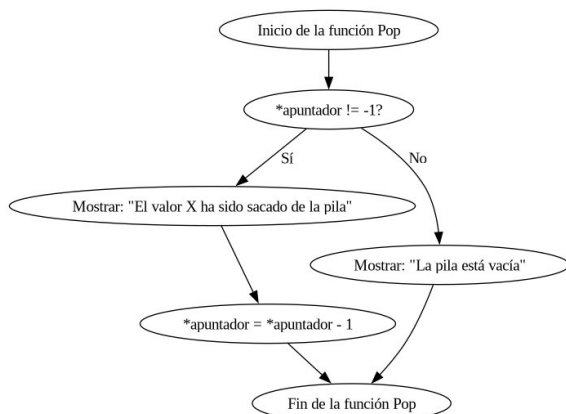 Inicio de la función Pop
*apuntador != -1?
Sí
No
Mostrar: "El valor X ha sido sacado de la pila"
Mostrar: "La pila está vacía"
*apuntador = *apuntador - 1
Fin de la función Pop